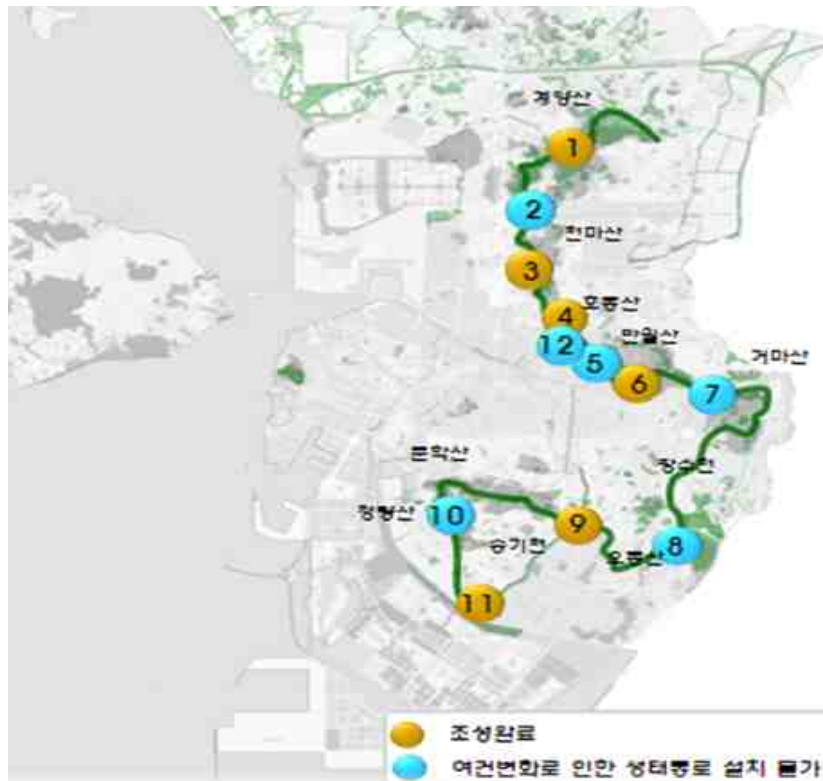 계양산
1
2
천마산
3
호봉산
4
만월산
12
5
거마산
6
7
문학산
장수천
청량산
10
9
승기천
오봉산
8
11
조성완료
여건변화로 인한 생태통로 설치 불가